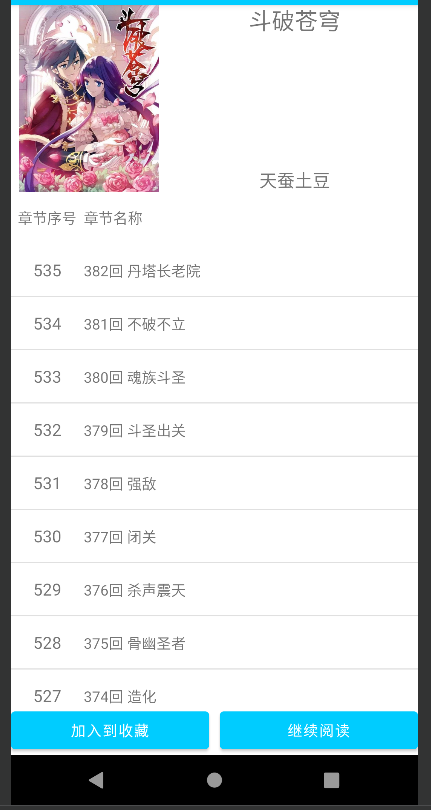 斗破苍穹
斗破苍穹
天蚕土豆
章节序号 章节名称
535 382回 丹塔长老院
534 381回 不破不立
533 380回 魂族斗圣
532 379回 斗圣出关
531 378回 强敌
530 377回 闭关
529 376回 杀声震天
528 375回 骨幽圣者
527 374回 造化
加入到收藏 继续阅读